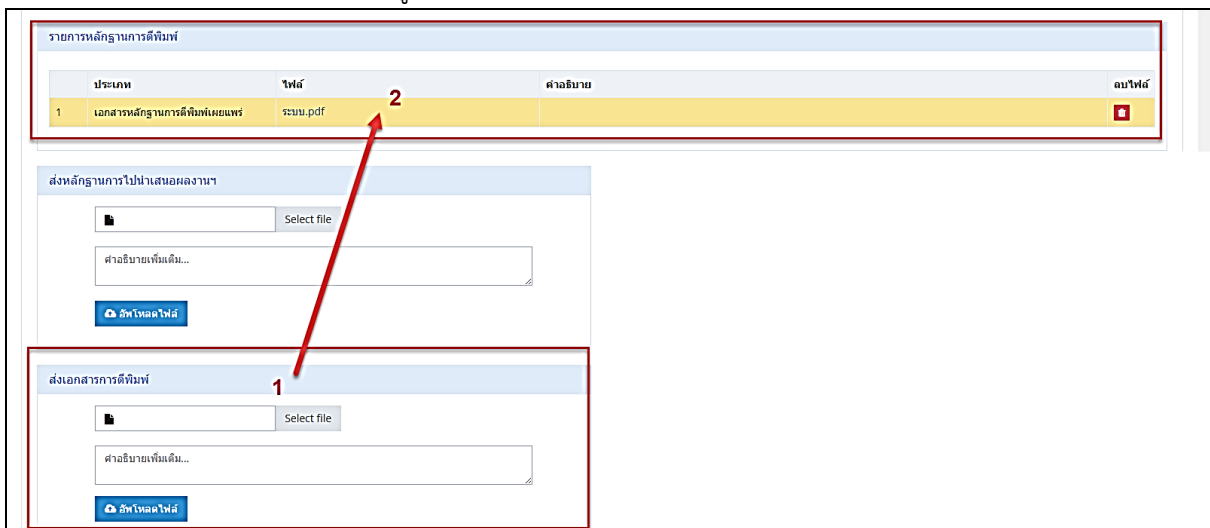 รายการหลักฐานการตีพิมพ์
ประเภท ไฟล์ คำอธิบาย ลบไฟล์
1 เอกสารหลักฐานการตีพิมพ์เผยแพร่ ระบบ.pdf
2
ส่งหลักฐานการไปนำเสนอผลงานฯ
Select file
คำอธิบายเพิ่มเติม...
อัพโหลดไฟล์
ส่งเอกสารการตีพิมพ์
1
Select file
คำอธิบายเพิ่มเติม...
อัพโหลดไฟล์